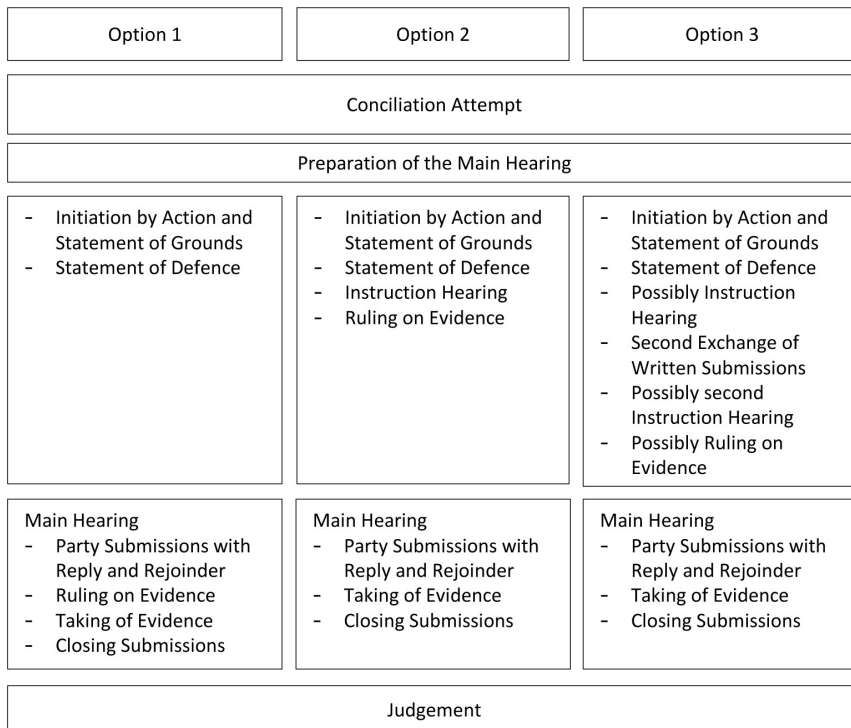 Option 1
Option 2
Option 3
Conciliation Attempt
Preparation of the Main Hearing
- Initiation by Action and
Statement of Grounds
- Statement of Defence
- Initiation by Action and
Statement of Grounds
- Statement of Defence
- Instruction Hearing
- Ruling on Evidence
- Initiation by Action and
Statement of Grounds
- Statement of Defence
- Possibly Instruction
Hearing
- Second Exchange of
Written Submissions
- Possibly second
Instruction Hearing
- Possibly Ruling on
Evidence
Main Hearing
- Party Submissions with
Reply and Rejoinder
- Ruling on Evidence
- Taking of Evidence
- Closing Submissions
Main Hearing
- Party Submissions with
Reply and Rejoinder
- Taking of Evidence
- Closing Submissions
Main Hearing
- Party Submissions with
Reply and Rejoinder
- Taking of Evidence
- Closing Submissions
Judgement